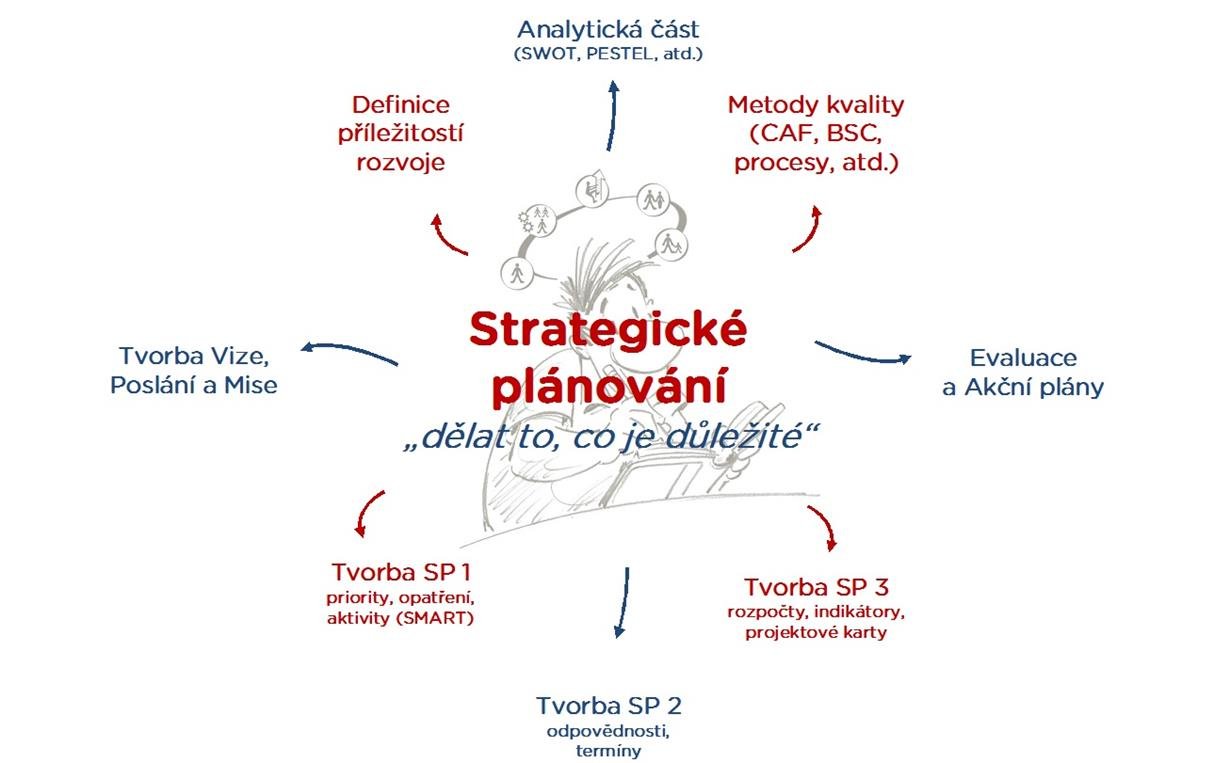 Analytická část
(SWOT, PESTEL, atd.)
Definice
příležitostí
rozvoje
Metody kvality
(CAF, BSC,
procesy, atd.)
Strategické
plánování
„dělat to, co je důležité“
Tvorba Vize,
Poslání a Mise
Evaluace
a Akční plány
Tvorba SP 1
priority, opatření,
aktivity (SMART)
Tvorba SP 3
rozpočty, indikátory,
projektové karty
Tvorba SP 2
odpovědnosti,
termíny